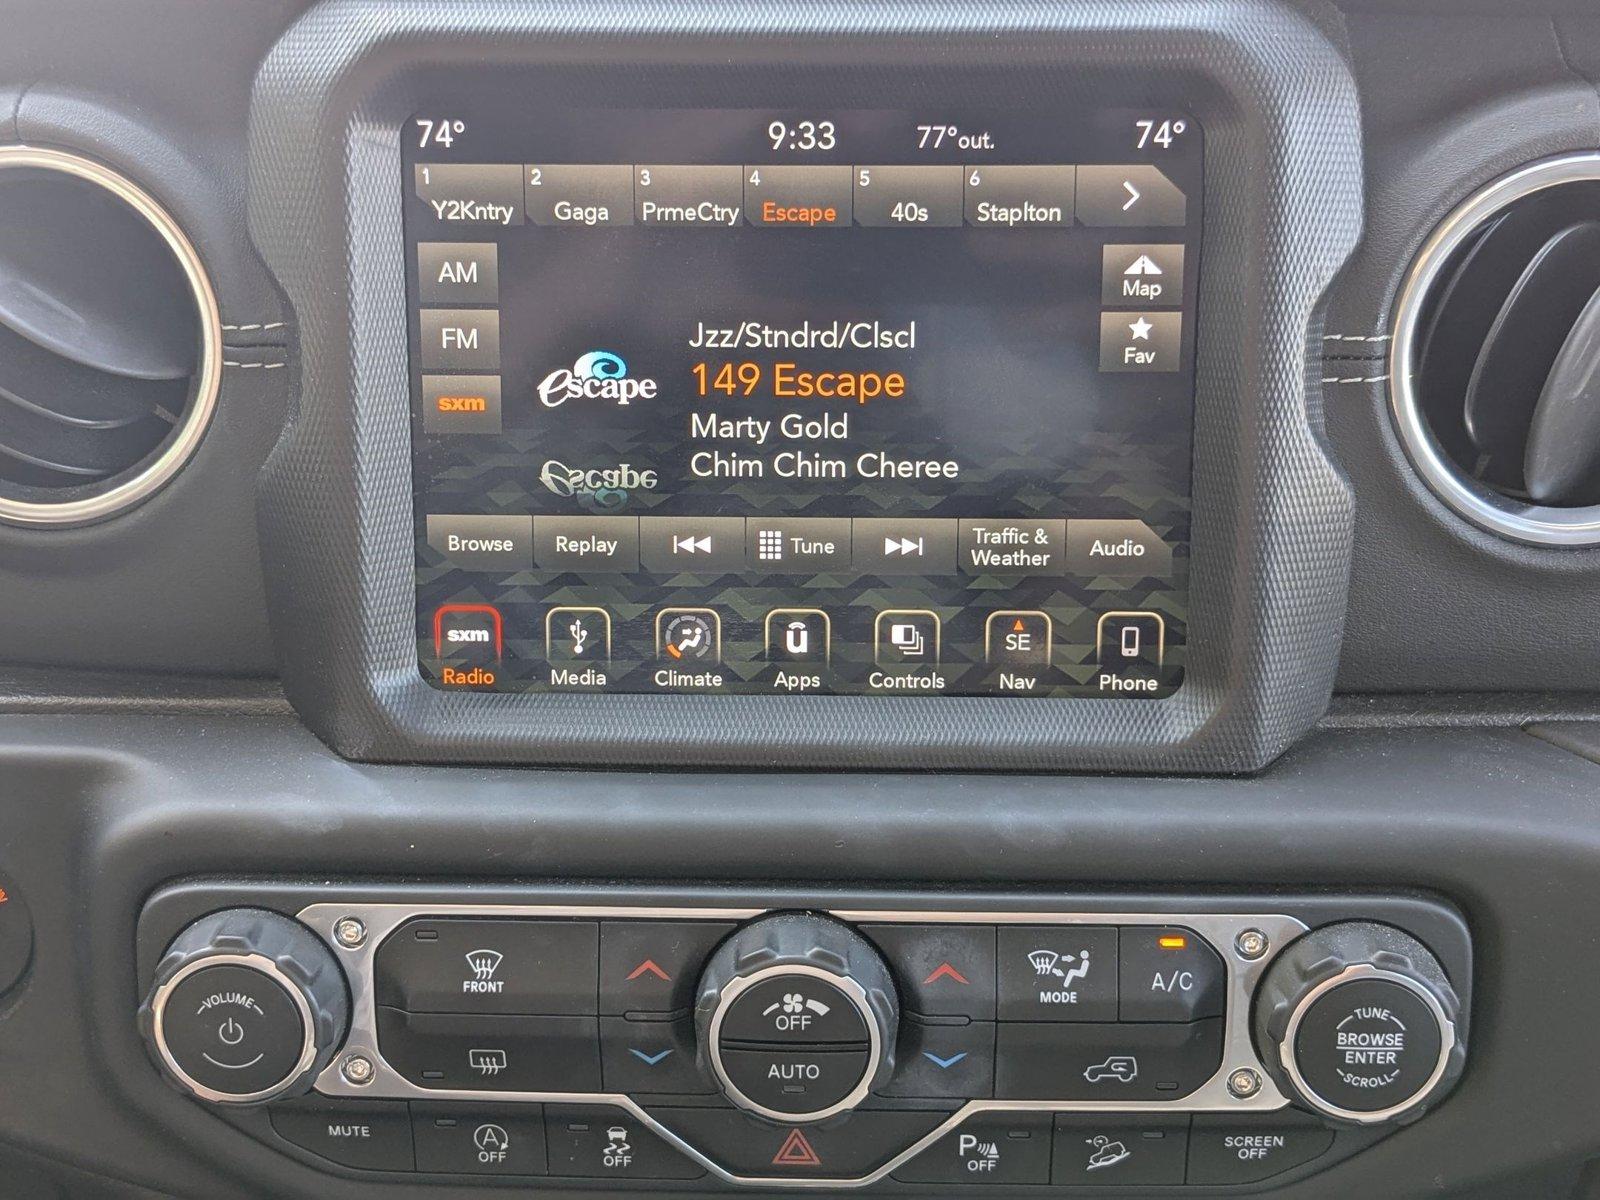 74° 9:33 77°out. 74°
1 2 3 4 5 6
Y2Kntry Gaga PrmeCtry Escape 40s Staplton
AM
Map
FM
Fav
sxm
Jzz/Stndrd/Clscl
escape
149 Escape
Marty Gold
Chim Chim Cheree
Browse Replay Tune Traffic & Weather Audio
sxm SE
Radio Media Climate Apps Controls Nav Phone
VOLUME
FRONT
OFF
AUTO
MODE
A/C
TUNE
BROWSE
ENTER
SCROLL
MUTE
A
OFF
OFF
P
OFF
SCREEN
OFF